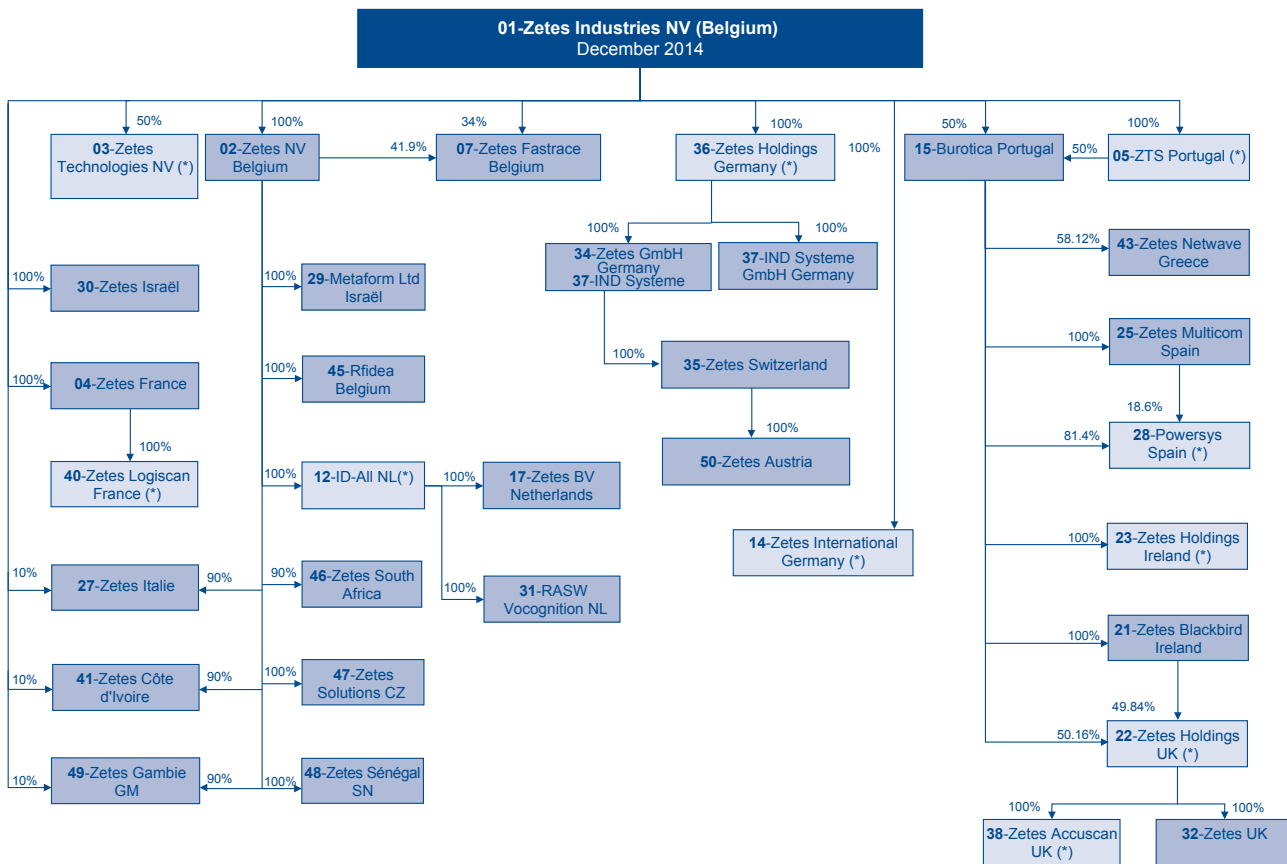 01-Zetes Industries NV (Belgium)
December 2014
50%
100%
34%
100%
100%
50%
100%
03-Zetes
Technologies NV (*)
02-Zetes NV
Belgium
41.9%
07-Zetes Fastrace
Belgium
36-Zetes Holdings
Germany (*)
15-Burotica Portugal
50%
05-ZTS Portugal (*)
100%
100%
34-Zetes GmbH
Germany
37-IND Systeme
37-IND Systeme
GmbH Germany
58.12%
43-Zetes Netwave
Greece
100%
30-Zetes Israël
100%
29-Metaform Ltd
Israël
100%
35-Zetes Switzerland
100%
25-Zetes Multicom
Spain
100%
04-Zetes France
100%
45-Rfidea
Belgium
100%
18.6%
100%
50-Zetes Austria
81.4%
28-Powersys
Spain (*)
40-Zetes Logiscan
France (*)
100%
12-ID-All NL(*)
100%
17-Zetes BV
Netherlands
14-Zetes International
Germany (*)
100%
23-Zetes Holdings
Ireland (*)
10%
27-Zetes Italie
90%
90%
46-Zetes South
Africa
100%
31-RASW
Vocognition NL
100%
21-Zetes Blackbird
Ireland
10%
41-Zetes Côte
d'Ivoire
90%
100%
47-Zetes
Solutions CZ
49.84%
50.16%
22-Zetes Holdings
UK (*)
10%
49-Zetes Gambie
GM
90%
100%
48-Zetes Sénégal
SN
100%
100%
38-Zetes Accuscan
UK (*)
32-Zetes UK